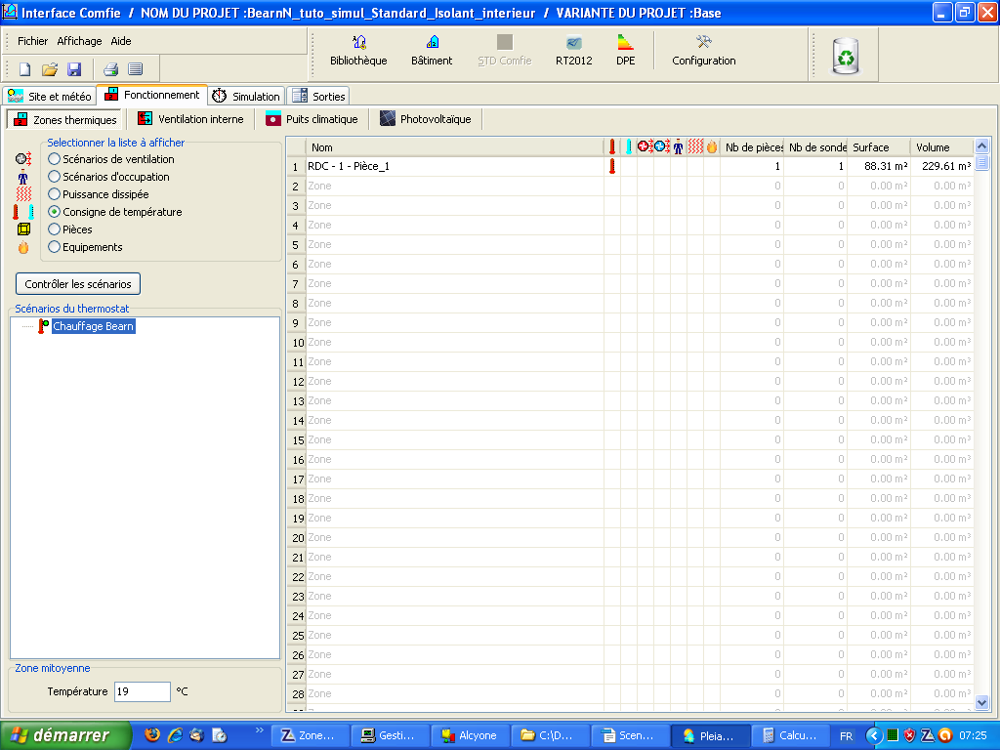 Interface Comfie / NOM DU PROJET :BearnN_tuto_simul_Standard_Isolant_interieur / VARIANTE DU PROJET :Base
Fichier Affichage Aide
Bibliothèque Bâtiment STD Comfie RT2012 DPE Configuration
Site et météo Fonctionnement Simulation Sorties
Zones thermiques Ventilation interne Puits climatique Photovoltaïque
Selectionner la liste à afficher
Scénarios de ventilation
Scénarios d'occupation
Puissance dissipée
Consigne de température
Pièces
Equipements
Contrôler les scénarios
Scénarios du thermostat
Chauffage Bearn
Zone mitoyenne
Température 19 °C
Nom Nb de pièces Nb de sonde Surface Volume
1 RDC - 1 - Pièce_1 1 1 88.31 m² 229.61 m³
2 Zone 0 0 0.00 m² 0.00 m³
3 Zone 0 0 0.00 m² 0.00 m³
4 Zone 0 0 0.00 m² 0.00 m³
5 Zone 0 0 0.00 m² 0.00 m³
6 Zone 0 0 0.00 m² 0.00 m³
7 Zone 0 0 0.00 m² 0.00 m³
8 Zone 0 0 0.00 m² 0.00 m³
9 Zone 0 0 0.00 m² 0.00 m³
10 Zone 0 0 0.00 m² 0.00 m³
11 Zone 0 0 0.00 m² 0.00 m³
12 Zone 0 0 0.00 m² 0.00 m³
13 Zone 0 0 0.00 m² 0.00 m³
14 Zone 0 0 0.00 m² 0.00 m³
15 Zone 0 0 0.00 m² 0.00 m³
16 Zone 0 0 0.00 m² 0.00 m³
17 Zone 0 0 0.00 m² 0.00 m³
18 Zone 0 0 0.00 m² 0.00 m³
19 Zone 0 0 0.00 m² 0.00 m³
20 Zone 0 0 0.00 m² 0.00 m³
21 Zone 0 0 0.00 m² 0.00 m³
22 Zone 0 0 0.00 m² 0.00 m³
23 Zone 0 0 0.00 m² 0.00 m³
24 Zone 0 0 0.00 m² 0.00 m³
25 Zone 0 0 0.00 m² 0.00 m³
26 Zone 0 0 0.00 m² 0.00 m³
27 Zone 0 0 0.00 m² 0.00 m³
28 Zone 0 0 0.00 m² 0.00 m³
démarrer » Zone... Gesti... Alcyone C:\D... Scen... Pleia... Calcu... FR 07:25